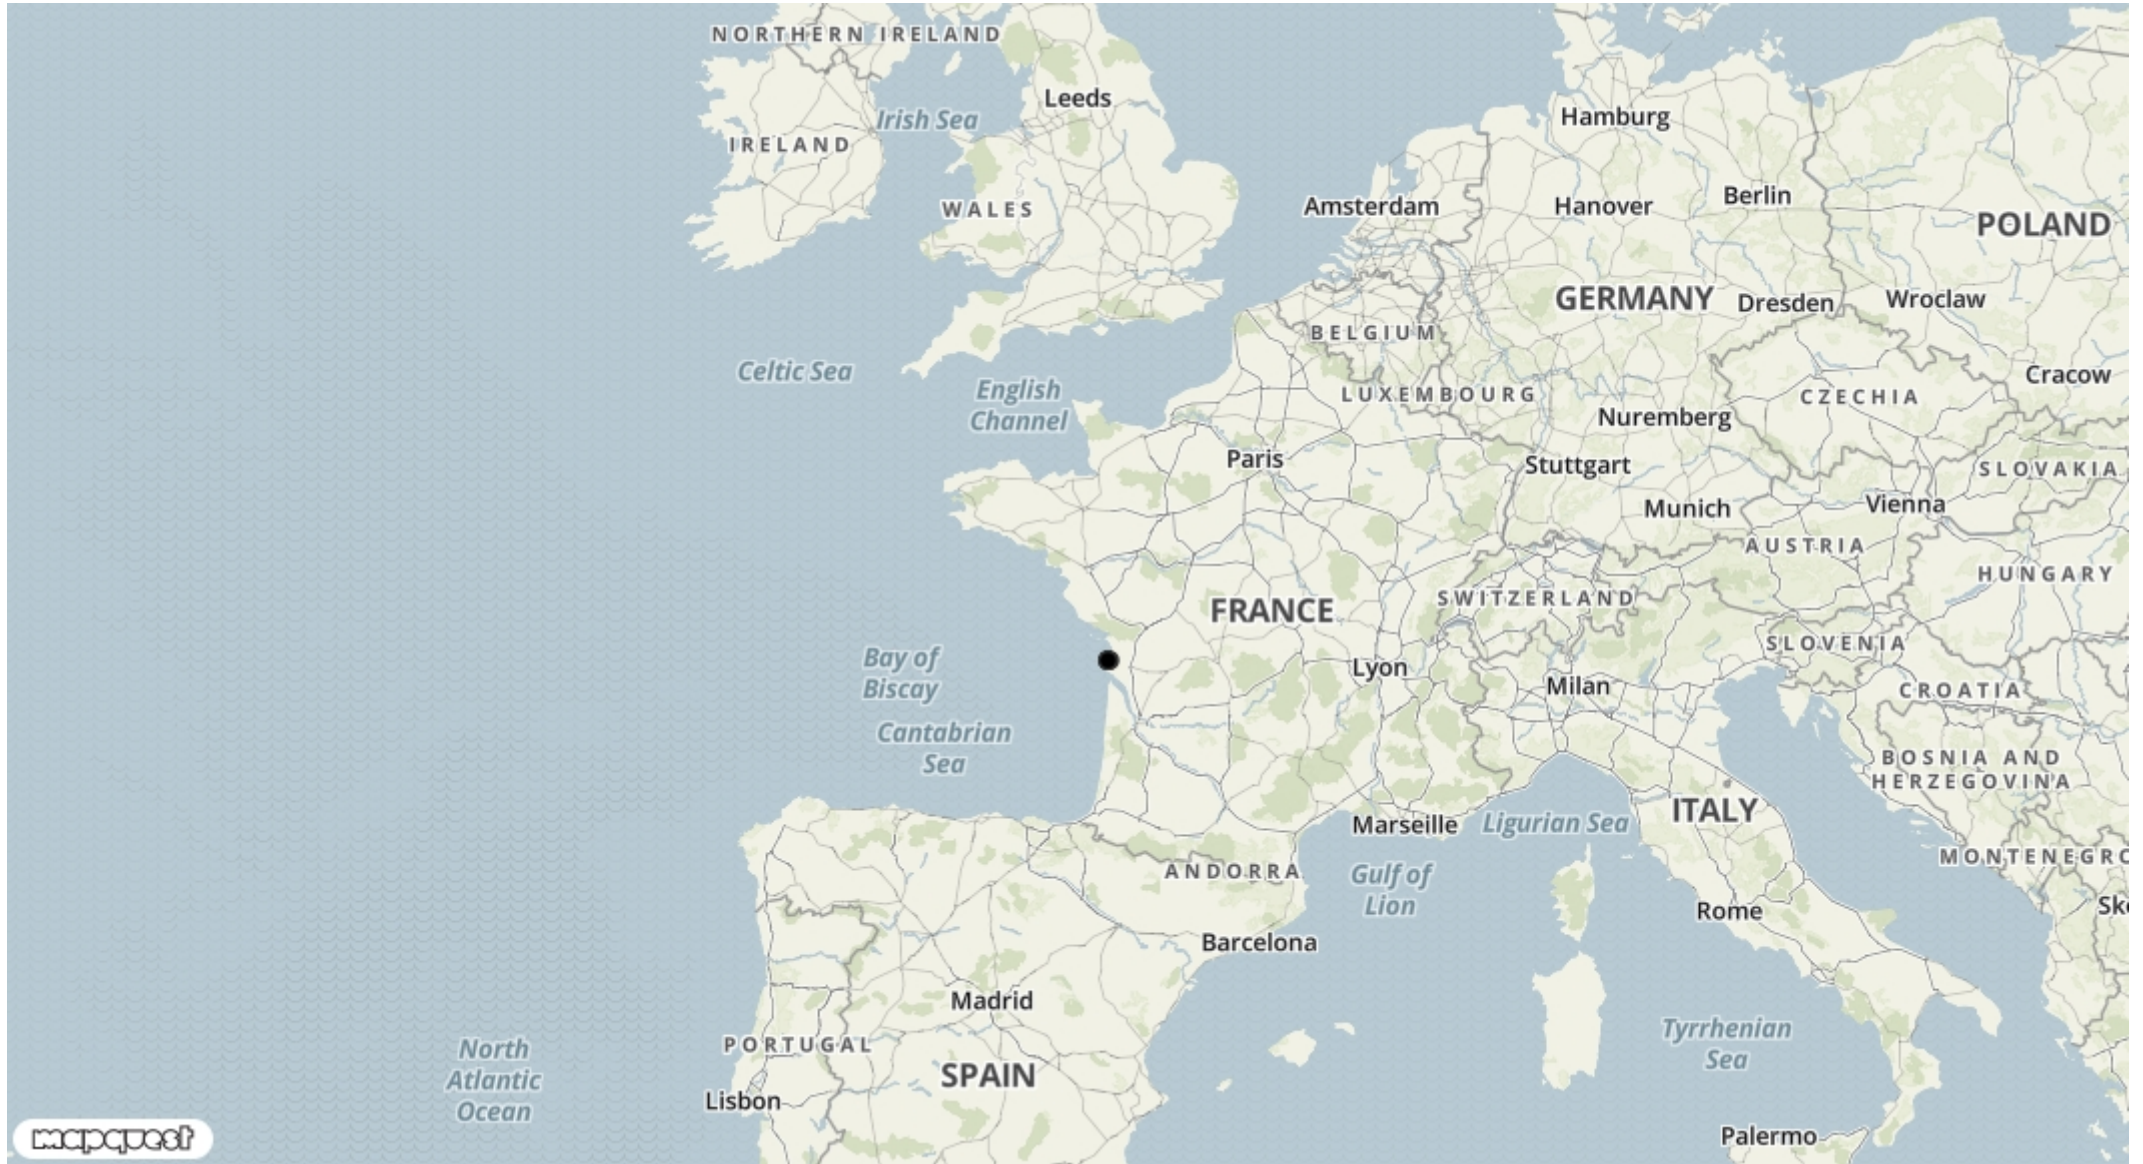 NORTHERN IRELAND
Leeds
Irish Sea
IRELAND
Hamburg
WALES
Amsterdam
Hanover
Berlin
POLAND
GERMANY
Dresden
Wroclaw
BELGIUM
Celtic Sea
English
Channel
LUXEMBOURG
Cracow
CZECHIA
Nuremberg
Paris
Stuttgart
SLOVAKIA
Munich
Vienna
AUSTRIA
HUNGARY
FRANCE
SWITZERLAND
SLOVENIA
Bay of
Biscay
Lyon
Milan
CROATIA
Cantabrian
Sea
BOSNIA AND
HERZEGOVINA
ITALY
Marseille
Ligurian Sea
MONTENEGRO
ANDORRA
Gulf of
Lion
Rome
Sk
Barcelona
Madrid
Tyrrhenian
Sea
PORTUGAL
North
Atlantic
Ocean
SPAIN
Lisbon
Palermo
mapquest